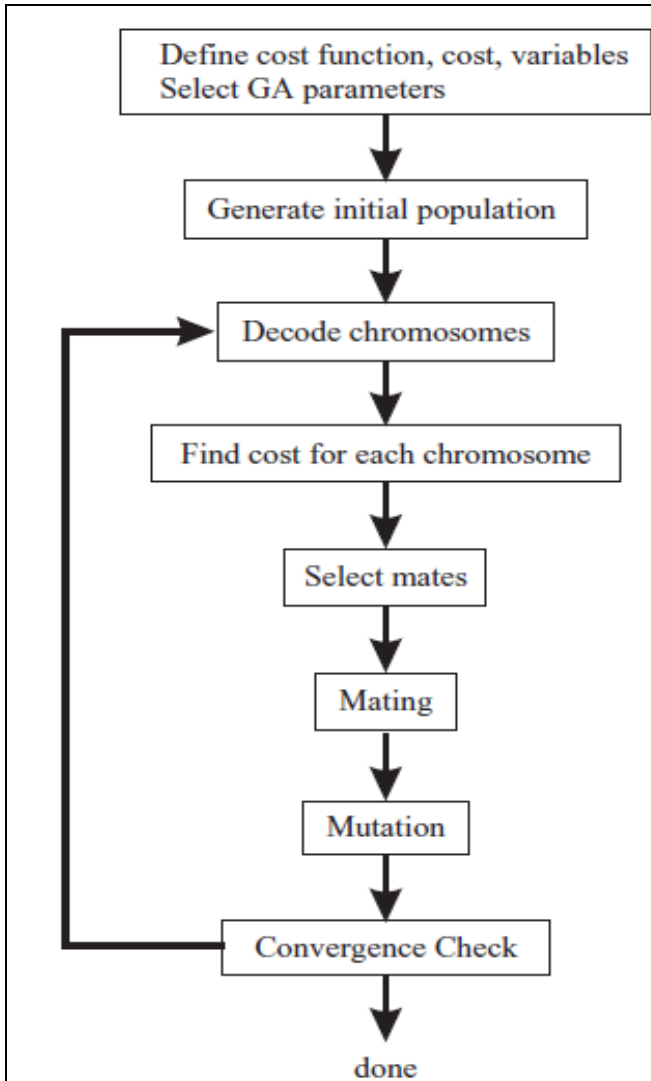 Define cost function, cost, variables
Select GA parameters
Generate initial population
Decode chromosomes
Find cost for each chromosome
Select mates
Mating
Mutation
Convergence Check
done